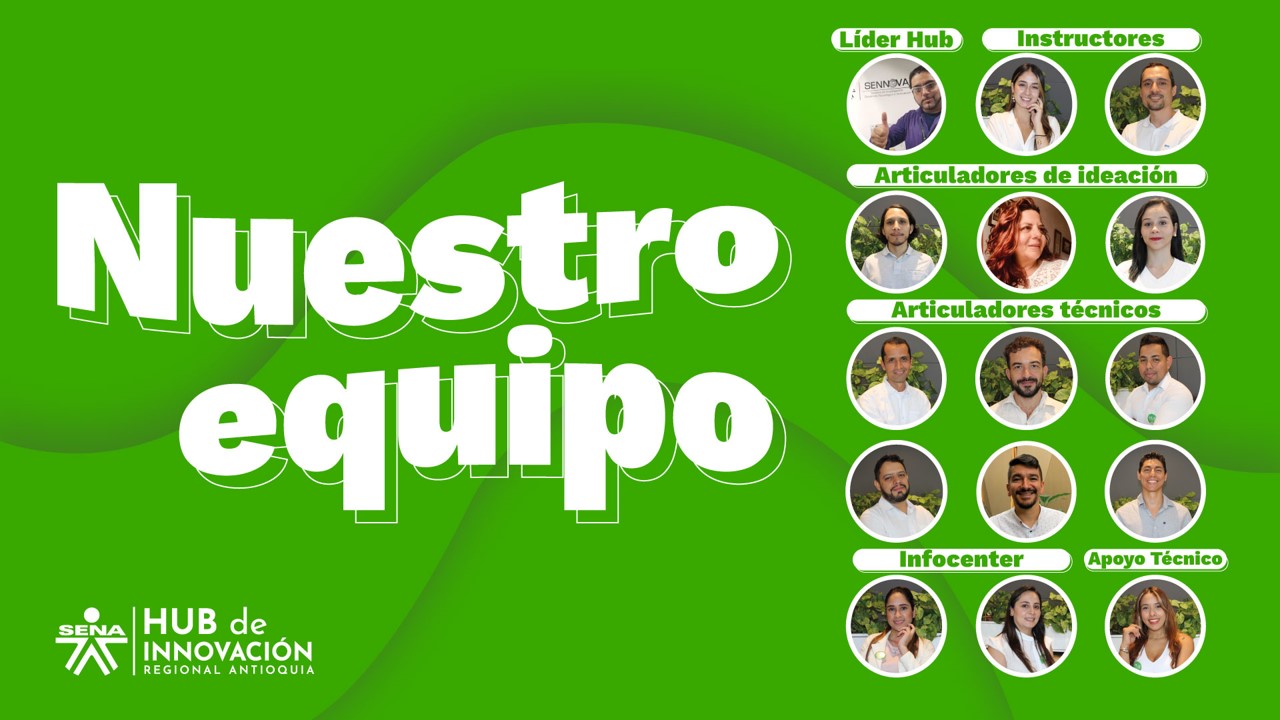 Nuestro
equipo
SENA
HUB de
INNOVACIÓN
REGIONAL ANTIOQUIA
Líder Hub
Instructores
SENNOVA
Articuladores de ideación
Articuladores técnicos
Infocenter
Apoyo Técnico